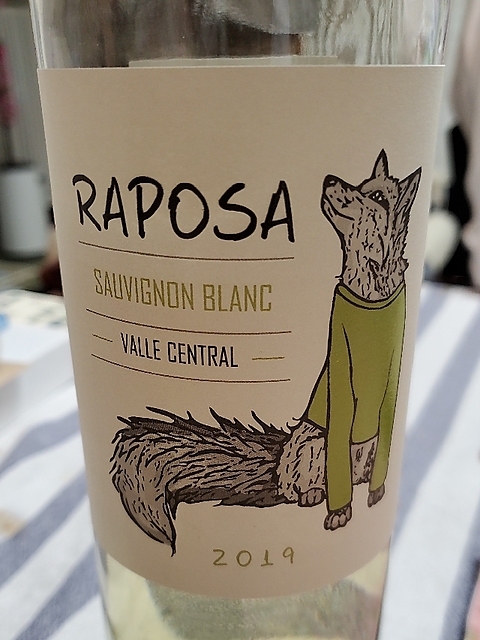 RAPOSA
SAUVIGNON BLANC
VALLE CENTRAL
2019